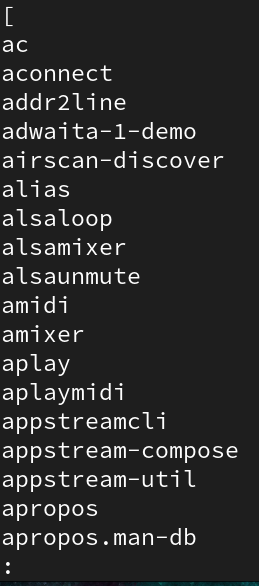 [
ac
aconnect
addr2line
adwaita-1-demo
airscan-discover
alias
alsaloop
alsamixer
alsaunmute
amidi
amixer
aplay
aplaymidi
appstreamcli
appstream-compose
appstream-util
apropos
apropos.man-db
: